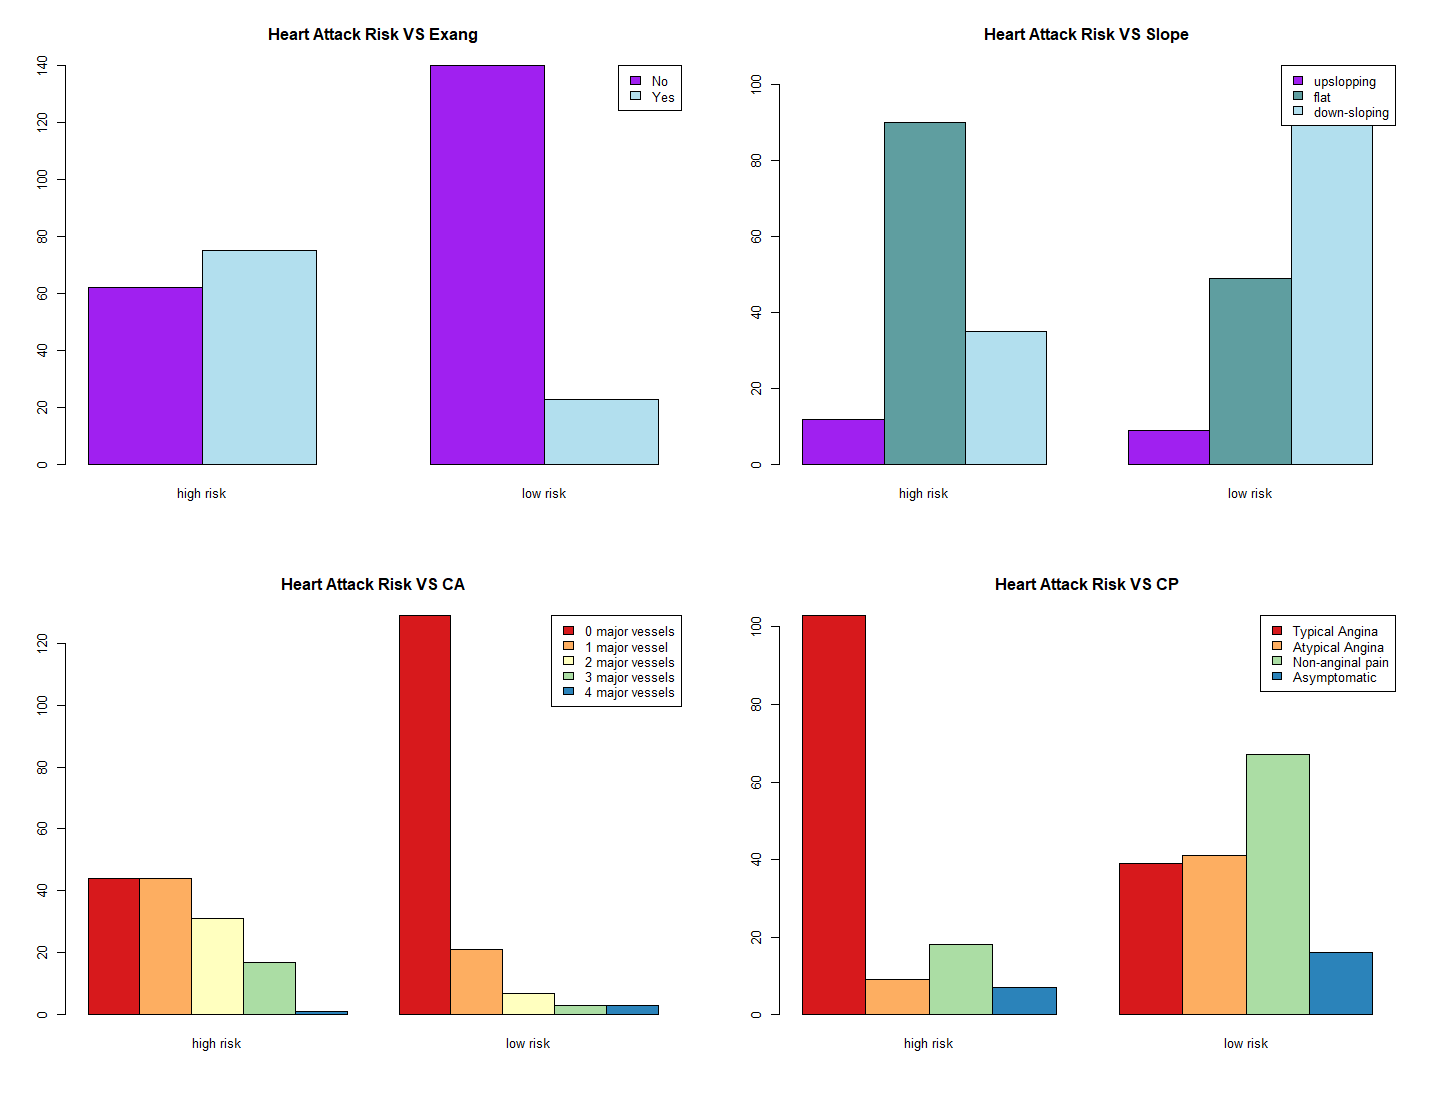 Heart Attack Risk VS Exang
140
120
100
80
60
40
20
0
No
Yes
high risk
low risk
Heart Attack Risk VS Slope
100
80
60
40
20
0
upslopping
flat
down-sloping
high risk
low risk
Heart Attack Risk VS CA
120
100
80
60
40
20
0
0 major vessels
1 major vessel
2 major vessels
3 major vessels
4 major vessels
high risk
low risk
Heart Attack Risk VS CP
100
80
60
40
20
0
Typical Angina
Atypical Angina
Non-anginal pain
Asymptomatic
high risk
low risk